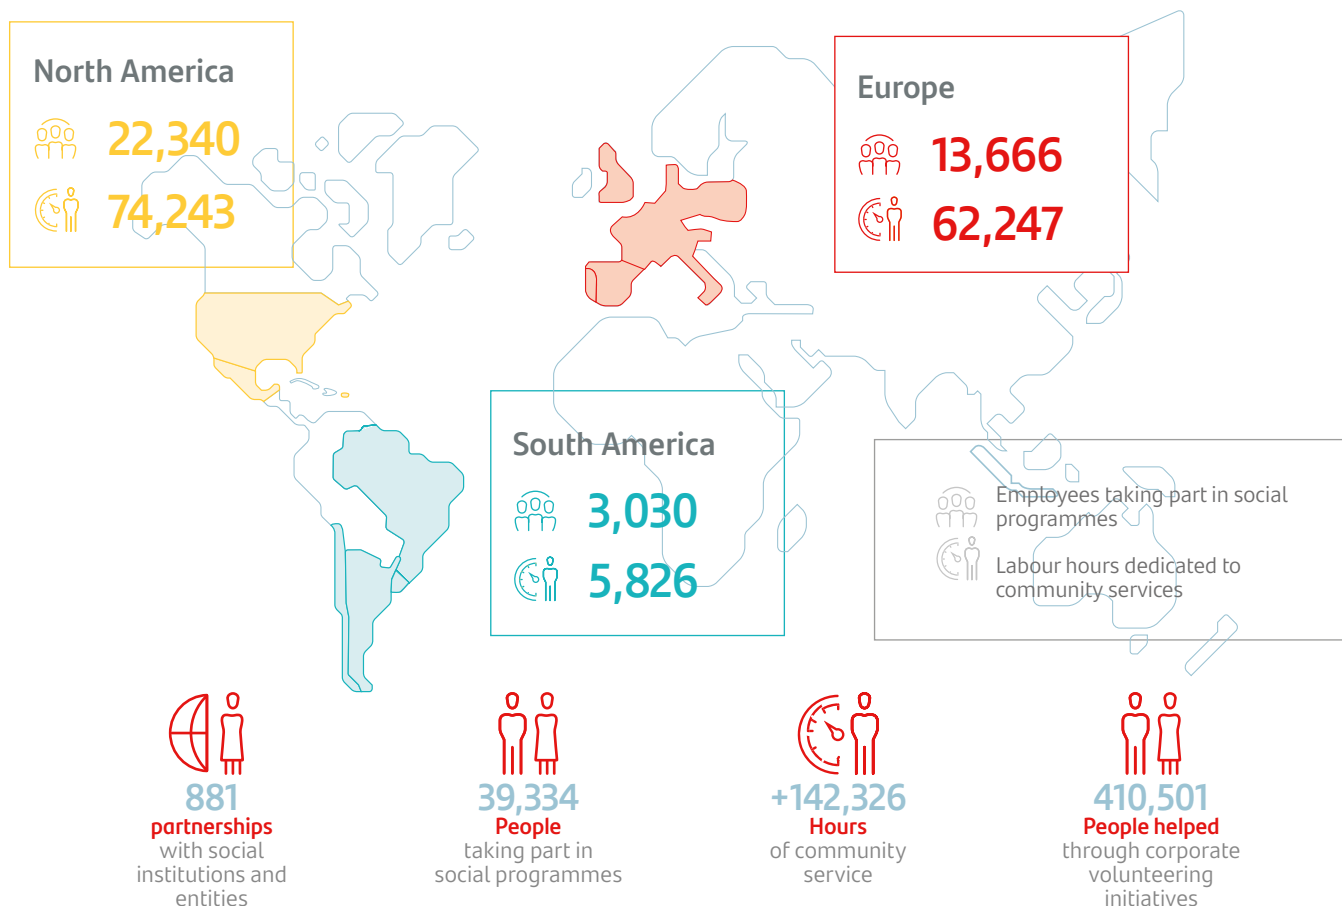 North America
22,340
74,243
Europe
13,666
62,247
South America
3,030
5,826
Employees taking part in social
programmes
Labour hours dedicated to
community services
881
partnerships
with social
institutions and
entities
39,334
People
taking part in
social programmes
+142,326
Hours
of community
service
410,501
People helped
through corporate
volunteering
initiatives